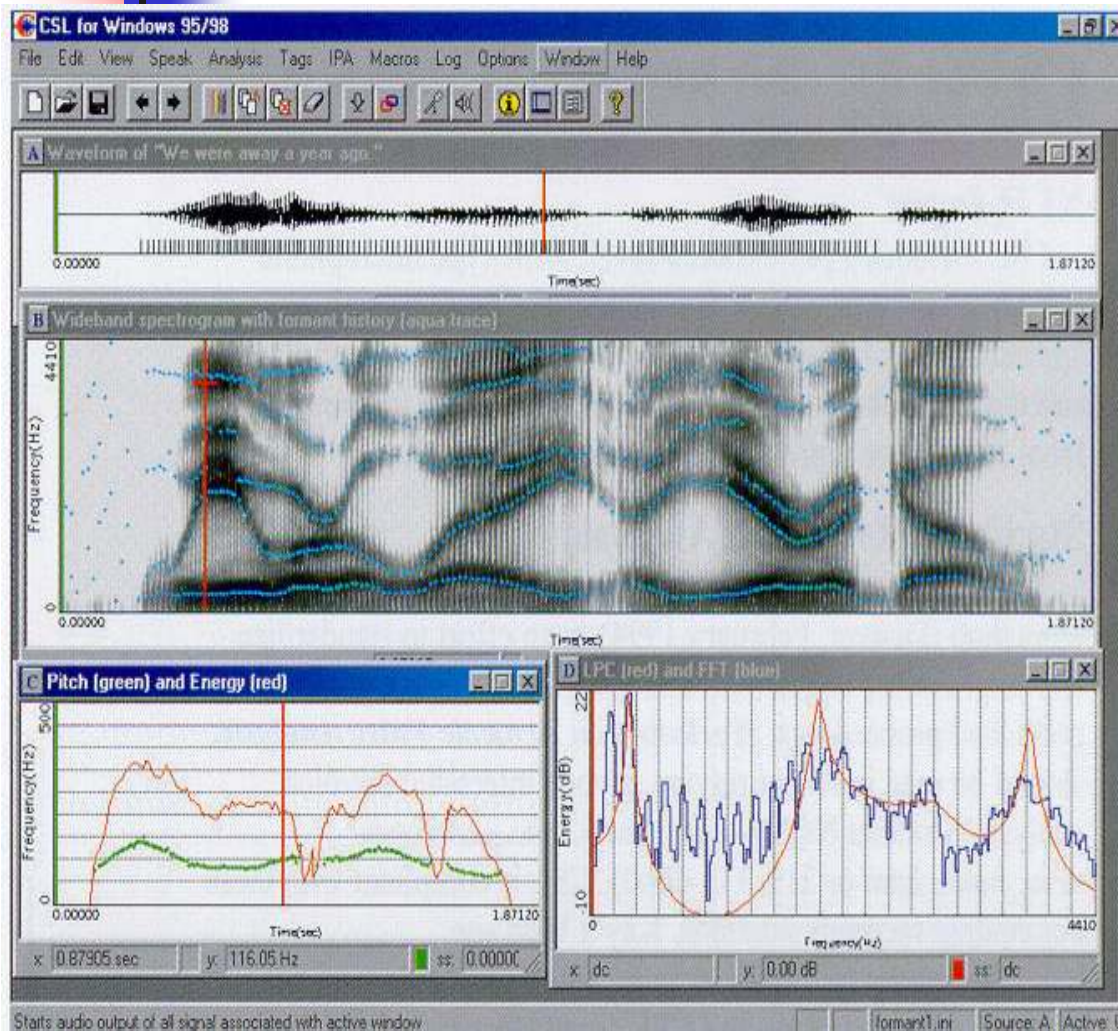 CSL for Windows 95/98
File Edit View Speak Analysis Tags IPA Macros Log Options Window Help
A Waveform of "We were away a year ago."
0.00000
1.87120
Time(sec)
B Wideband spectrogram with formant history (aqua trace)
4410
Frequency(Hz)
0
0.00000
1.87120
Time(sec)
C Pitch (green) and Energy (red)
500
Frequency(Hz)
0
0.00000
1.87120
Time(sec)
x: 0.87905 sec y: 116.05 Hz ss: 0.0000
D LPC (red) and FFT (blue)
22
Energy(dB)
-10
0
4410
Frequency(Hz)
x: dc y: 0.00 dB ss: dc
Starts audio output of all signal associated with active window
formant1.ini Source: A Active: